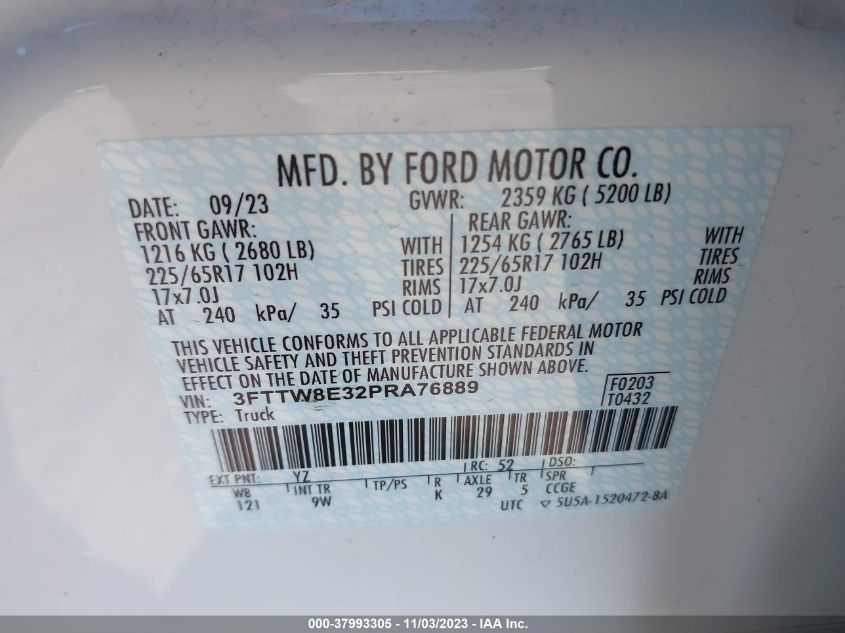 MFD. BY FORD MOTOR CO.
DATE: 09/23 GVWR: 2359 KG ( 5200 LB)
FRONT GAWR: REAR GAWR:
1216 KG ( 2680 LB) WITH 1254 KG ( 2765 LB) WITH
225/65R17 102H TIRES 225/65R17 102H TIRES
17x7.0J RIMS 17x7.0J RIMS
AT 240 kPa/ 35 PSI COLD AT 240 kPa/ 35 PSI COLD
THIS VEHICLE CONFORMS TO ALL APPLICABLE FEDERAL MOTOR
VEHICLE SAFETY AND THEFT PREVENTION STANDARDS IN
EFFECT ON THE DATE OF MANUFACTURE SHOWN ABOVE.
VIN: 3FTTW8E32PRA76889 F0203
TYPE: Truck T0432
EXT PNT: YZ RC: 52 DSO:
WB INT TR TP/PS R AXLE TR SPR
121 9W K 29 5 CCGE
UTC ▽ 5U5A-1520472-BA
000-37993305 - 11/03/2023 - IAA Inc.